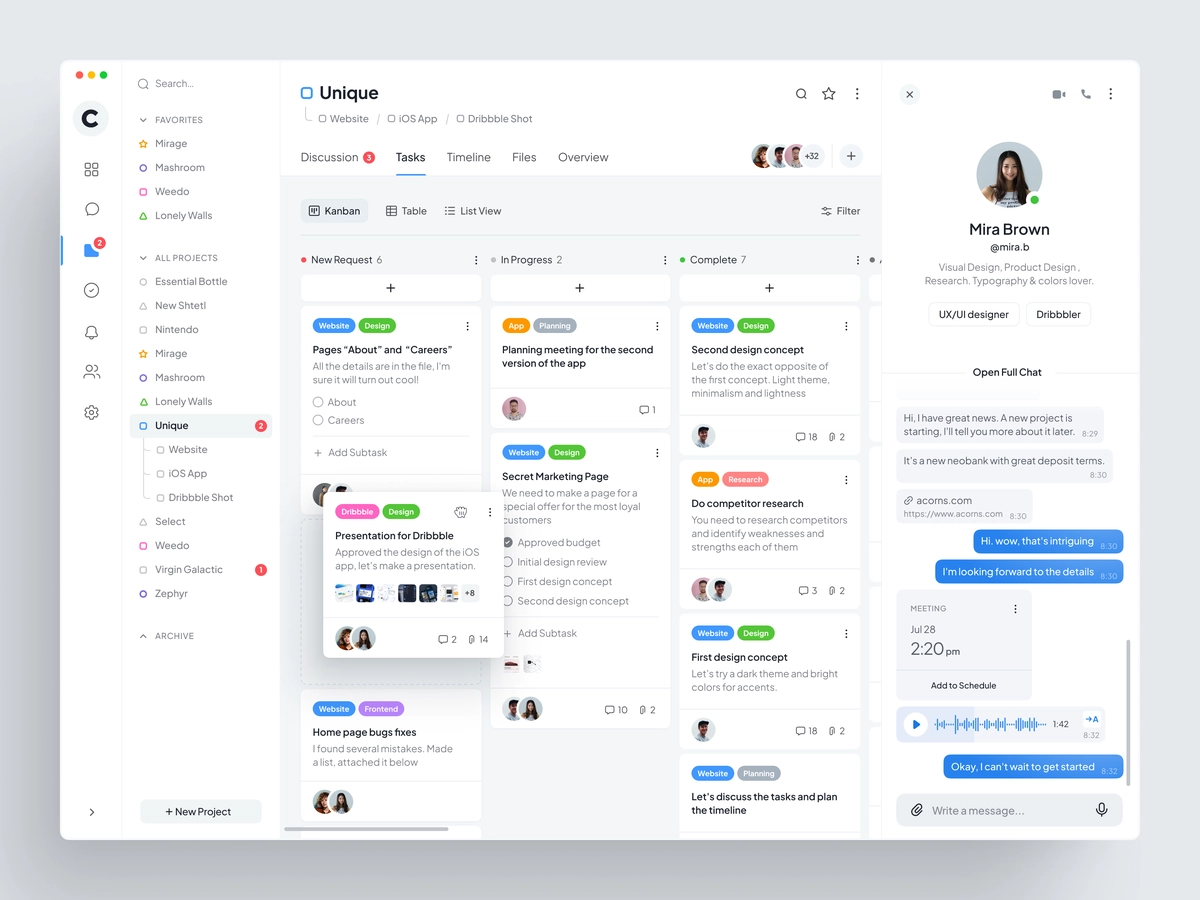 C
2
Search...
FAVORITES
Mirage
Mashroom
Weedo
Lonely Walls
ALL PROJECTS
Essential Bottle
New Shtetl
Nintendo
Mirage
Mashroom
Lonely Walls
Unique 2
Website
iOS App
Dribbble Shot
Select
Weedo
Virgin Galactic 1
Zephyr
ARCHIVE
+ New Project
Unique
Website / iOS App / Dribbble Shot
Discussion 3 Tasks Timeline Files Overview
+32 +
Kanban Table List View Filter
New Request 6
+
Website Design
Pages “About” and “Careers”
All the details are in the file, I'm
sure it will turn out cool!
About
Careers
+ Add Subtask
Dribbble Design
Presentation for Dribbble
Approved the design of the iOS
app, let's make a presentation.
+8
2 14
Website Frontend
Home page bugs fixes
I found several mistakes. Made
a list, attached it below
In Progress 2
+
App Planning
Planning meeting for the second
version of the app
1
Website Design
Secret Marketing Page
We need to make a page for a
special offer for the most loyal
customers
Approved budget
Initial design review
First design concept
Second design concept
+ Add Subtask
10 2
Complete 7
+
Website Design
Second design concept
Let's do the exact opposite of
the first concept. Light theme,
minimalism and lightness
18 2
App Research
Do competitor research
You need to research competitors
and identify weaknesses and
strengths each of them
3 2
Website Design
First design concept
Let's try a dark theme and bright
colors for accents.
18 2
Website Planning
Let's discuss the tasks and plan
the timeline
Mira Brown
@mira.b
Visual Design, Product Design ,
Research. Typography & colors lover.
UX/UI designer Dribbbler
Open Full Chat
Hi, I have great news. A new project is
starting, I'll tell you more about it later. 8:29
It's a new neobank with great deposit terms.
8:30
acorns.com
https://www.acorns.com 8:30
Hi. wow, that's intriguing 8:30
I'm looking forward to the details 8:30
MEETING
Jul 28
2:20 pm
Add to Schedule
1:42 →A
8:32
Okay, I can't wait to get started 8:32
Write a message...